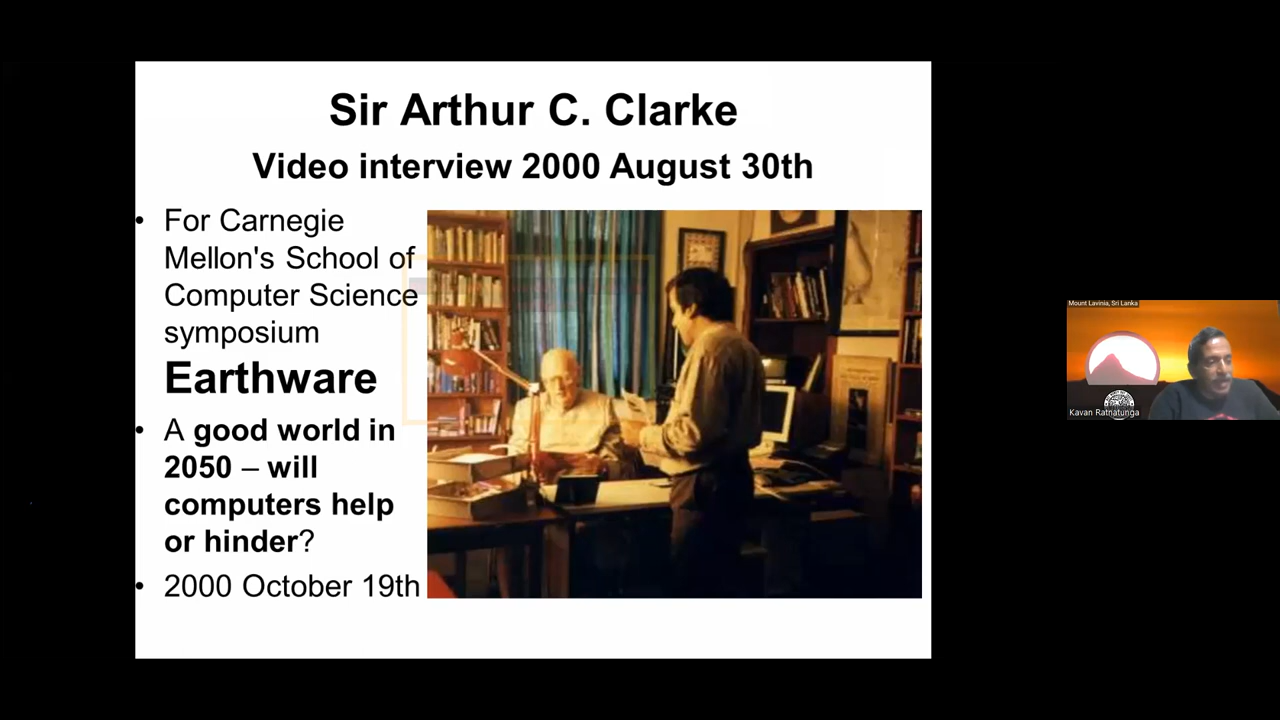 Sir Arthur C. Clarke
Video interview 2000 August 30th
• For Carnegie
Mellon's School of
Computer Science
symposium
Earthware
• A good world in
2050 – will
computers help
or hinder?
• 2000 October 19th
Mount Lavinia, Sri Lanka
Kavan Ratnatunga